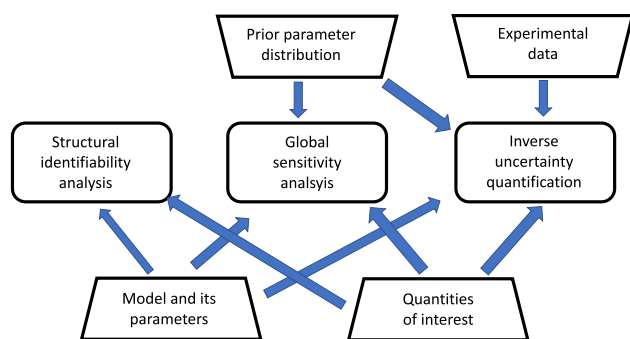 Prior parameter
distribution
Experimental
data
Structural
identifiability
analysis
Global
sensitivity
analsyis
Inverse
uncertainty
quantification
Model and its
parameters
Quantities
of interest